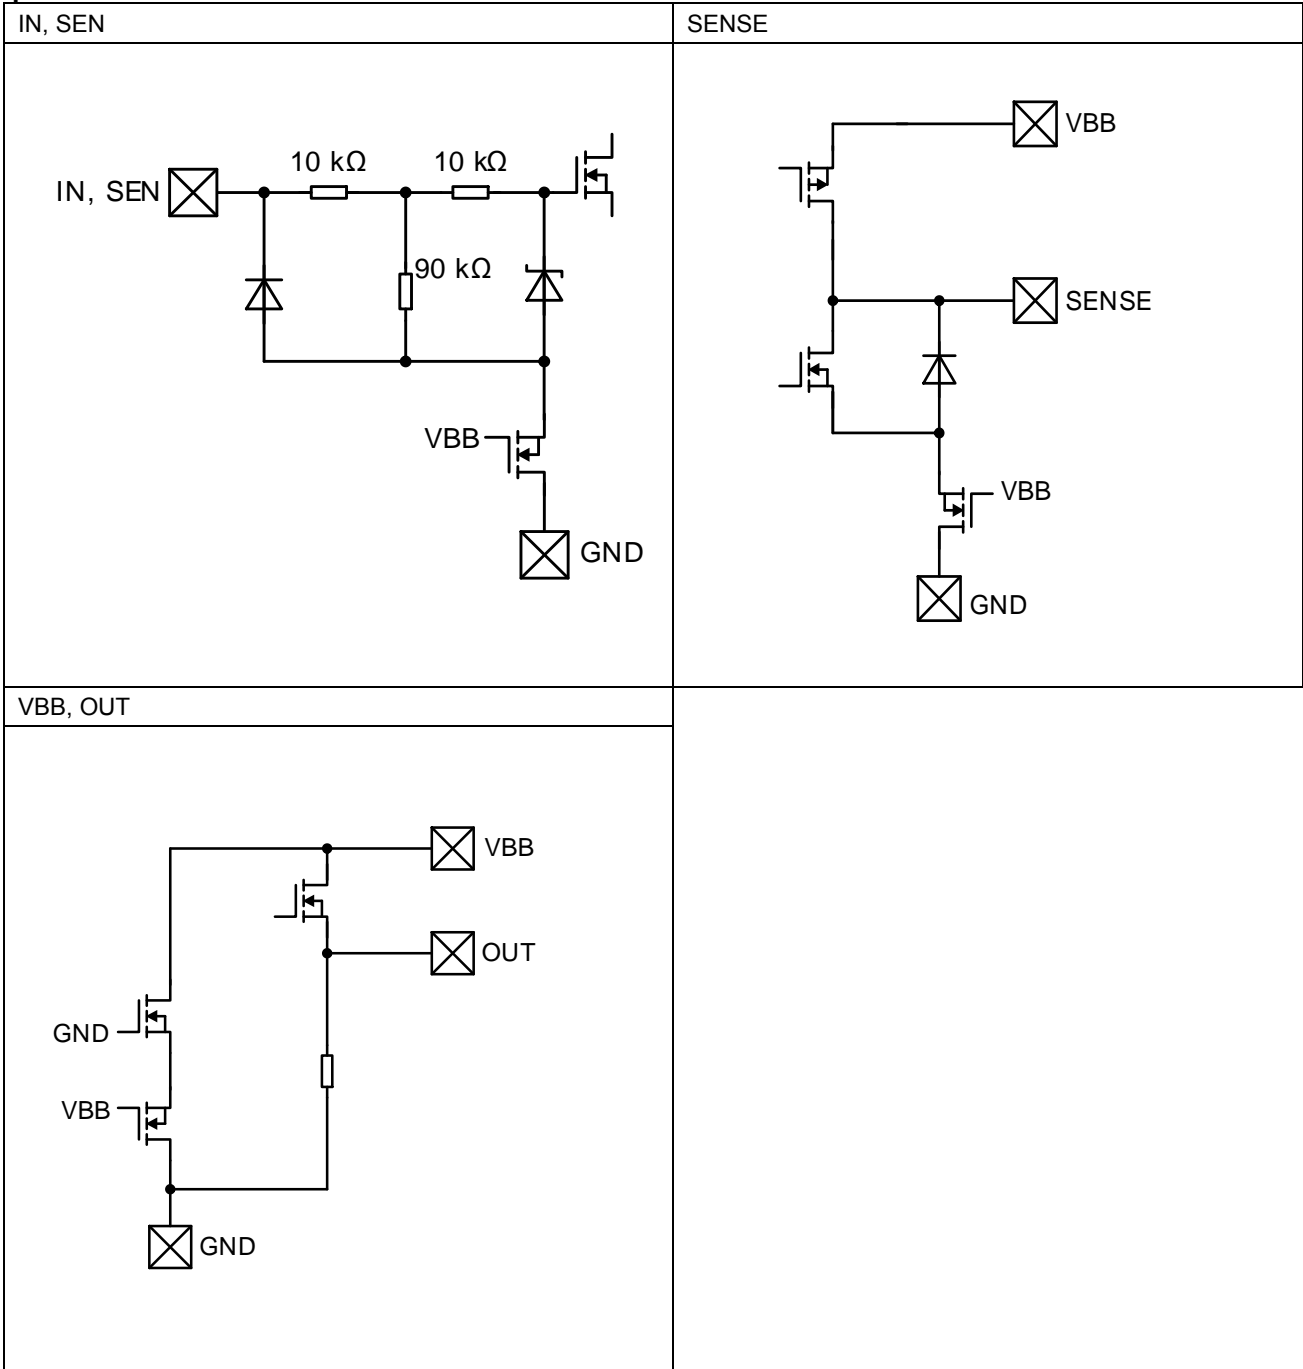 IN, SEN
SENSE
IN, SEN
10 kΩ
10 kΩ
90 kΩ
VBB
GND
VBB
SENSE
VBB
GND
VBB, OUT
VBB
OUT
GND
VBB
GND